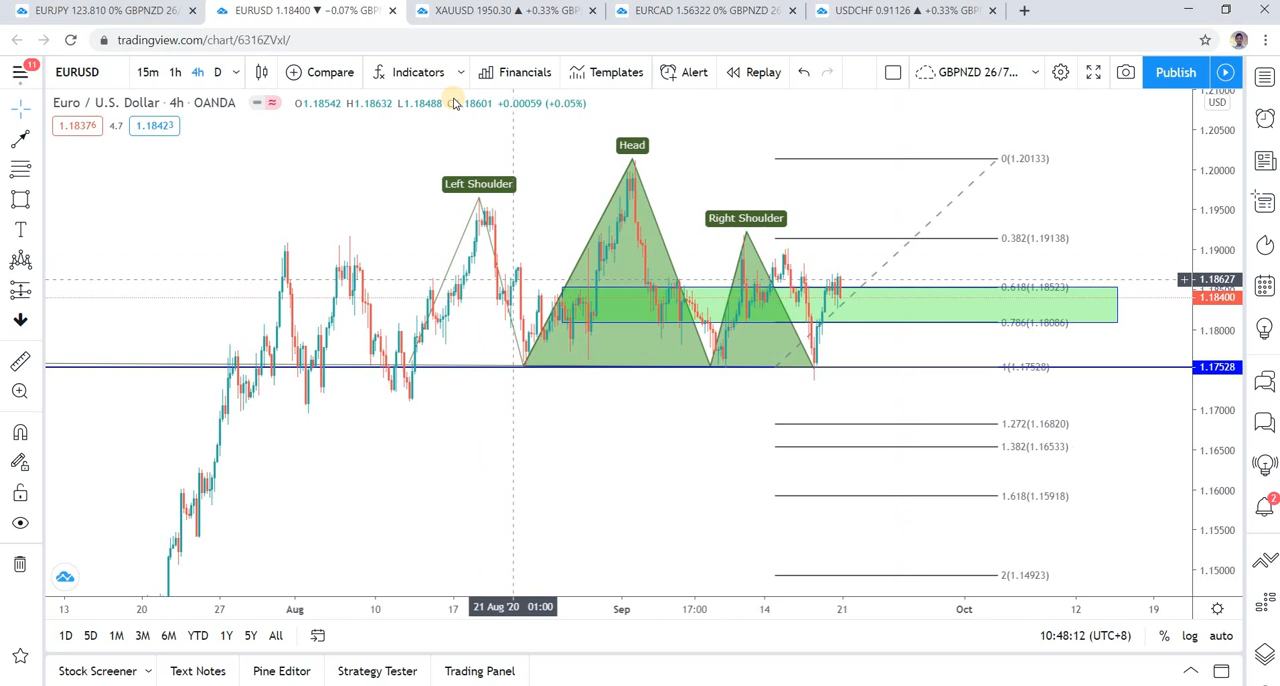 EURJPY 123.810 0% GBPNZD 26/ EURUSD 1.18400 ▼ −0.07% GBP XAUUSD 1950.30 ▲ +0.33% GBP EURCAD 1.56322 0% GBPNZD 26 USDCHF 0.91126 ▲ +0.33% GBP
tradingview.com/chart/6316ZVxI/
11
EURUSD 15m 1h 4h D Compare Indicators Financials Templates Alert Replay GBPNZD 26/7... Publish
Euro / U.S. Dollar · 4h · OANDA O1.18542 H1.18632 L1.18488 18601 +0.00059 (+0.05%)
USD
1.18376 4.7 1.18423
1.20500
Head
0(1.20133)
1.20000
Left Shoulder
1.19500
Right Shoulder
0.382(1.19138)
1.19000
1.18627
0.618(1.18523)
1.18400
0.786(1.18086)
1.18000
1(1.17528)
1.17528
1.17000
1.272(1.16820)
1.16500
1.382(1.16533)
1.16000
1.618(1.15918)
2
1.15500
1.15000
2(1.14923)
13 20 27 Aug 10 17 21 Aug '20 01:00 Sep 17:00 14 21 Oct 12 19
1D 5D 1M 3M 6M YTD 1Y 5Y All 10:48:12 (UTC+8) % log auto
Stock Screener Text Notes Pine Editor Strategy Tester Trading Panel